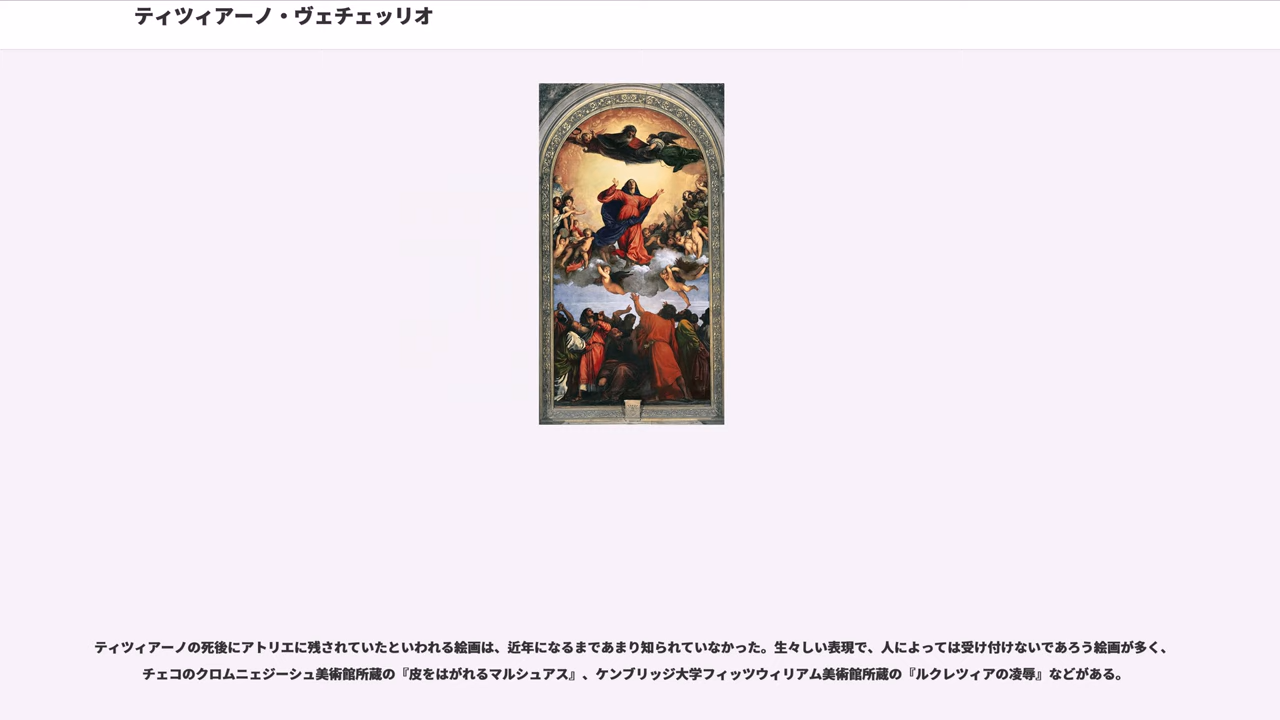 ティツィアーノ・ヴェチェッリオ
ティツィアーノの死後にアトリエに残されていたといわれる絵画は、近年になるまであまり知られていなかった。生々しい表現で、人によっては受け付けないであろう絵画が多く、
チェコのクロムニェジーシュ美術館所蔵の『皮をはがれるマルシュアス』、ケンブリッジ大学フィッツウィリアム美術館所蔵の『ルクレツィアの凌辱』などがある。